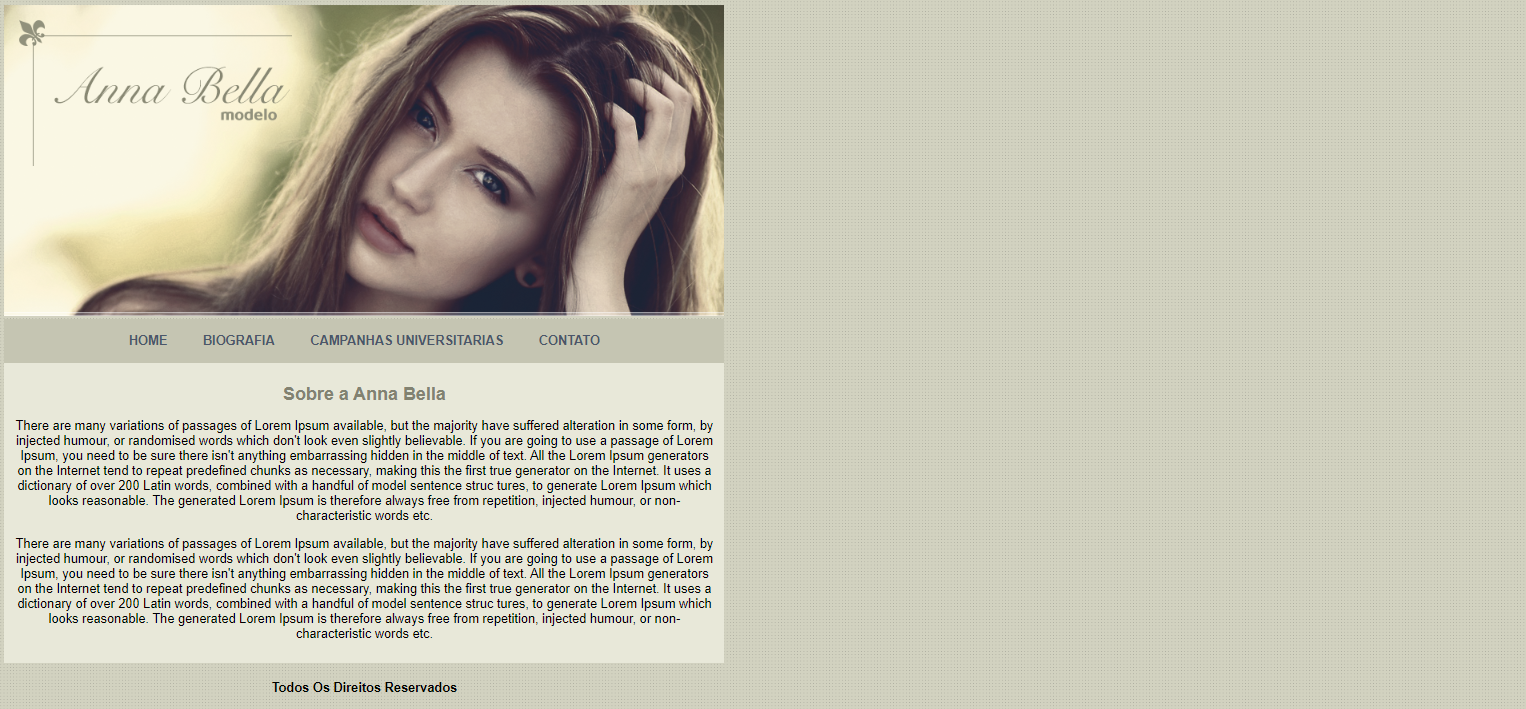 Anna Bella
modelo
HOME BIOGRAFIA CAMPANHAS UNIVERSITARIAS CONTATO
Sobre a Anna Bella
There are many variations of passages of Lorem Ipsum available, but the majority have suffered alteration in some form, by
injected humour, or randomised words which don't look even slightly believable. If you are going to use a passage of Lorem
Ipsum, you need to be sure there isn't anything embarrassing hidden in the middle of text. All the Lorem Ipsum generators
on the Internet tend to repeat predefined chunks as necessary, making this the first true generator on the Internet. It uses a
dictionary of over 200 Latin words, combined with a handful of model sentence struc tures, to generate Lorem Ipsum which
looks reasonable. The generated Lorem Ipsum is therefore always free from repetition, injected humour, or non-
characteristic words etc.
There are many variations of passages of Lorem Ipsum available, but the majority have suffered alteration in some form, by
injected humour, or randomised words which don't look even slightly believable. If you are going to use a passage of Lorem
Ipsum, you need to be sure there isn't anything embarrassing hidden in the middle of text. All the Lorem Ipsum generators
on the Internet tend to repeat predefined chunks as necessary, making this the first true generator on the Internet. It uses a
dictionary of over 200 Latin words, combined with a handful of model sentence struc tures, to generate Lorem Ipsum which
looks reasonable. The generated Lorem Ipsum is therefore always free from repetition, injected humour, or non-
characteristic words etc.
Todos Os Direitos Reservados